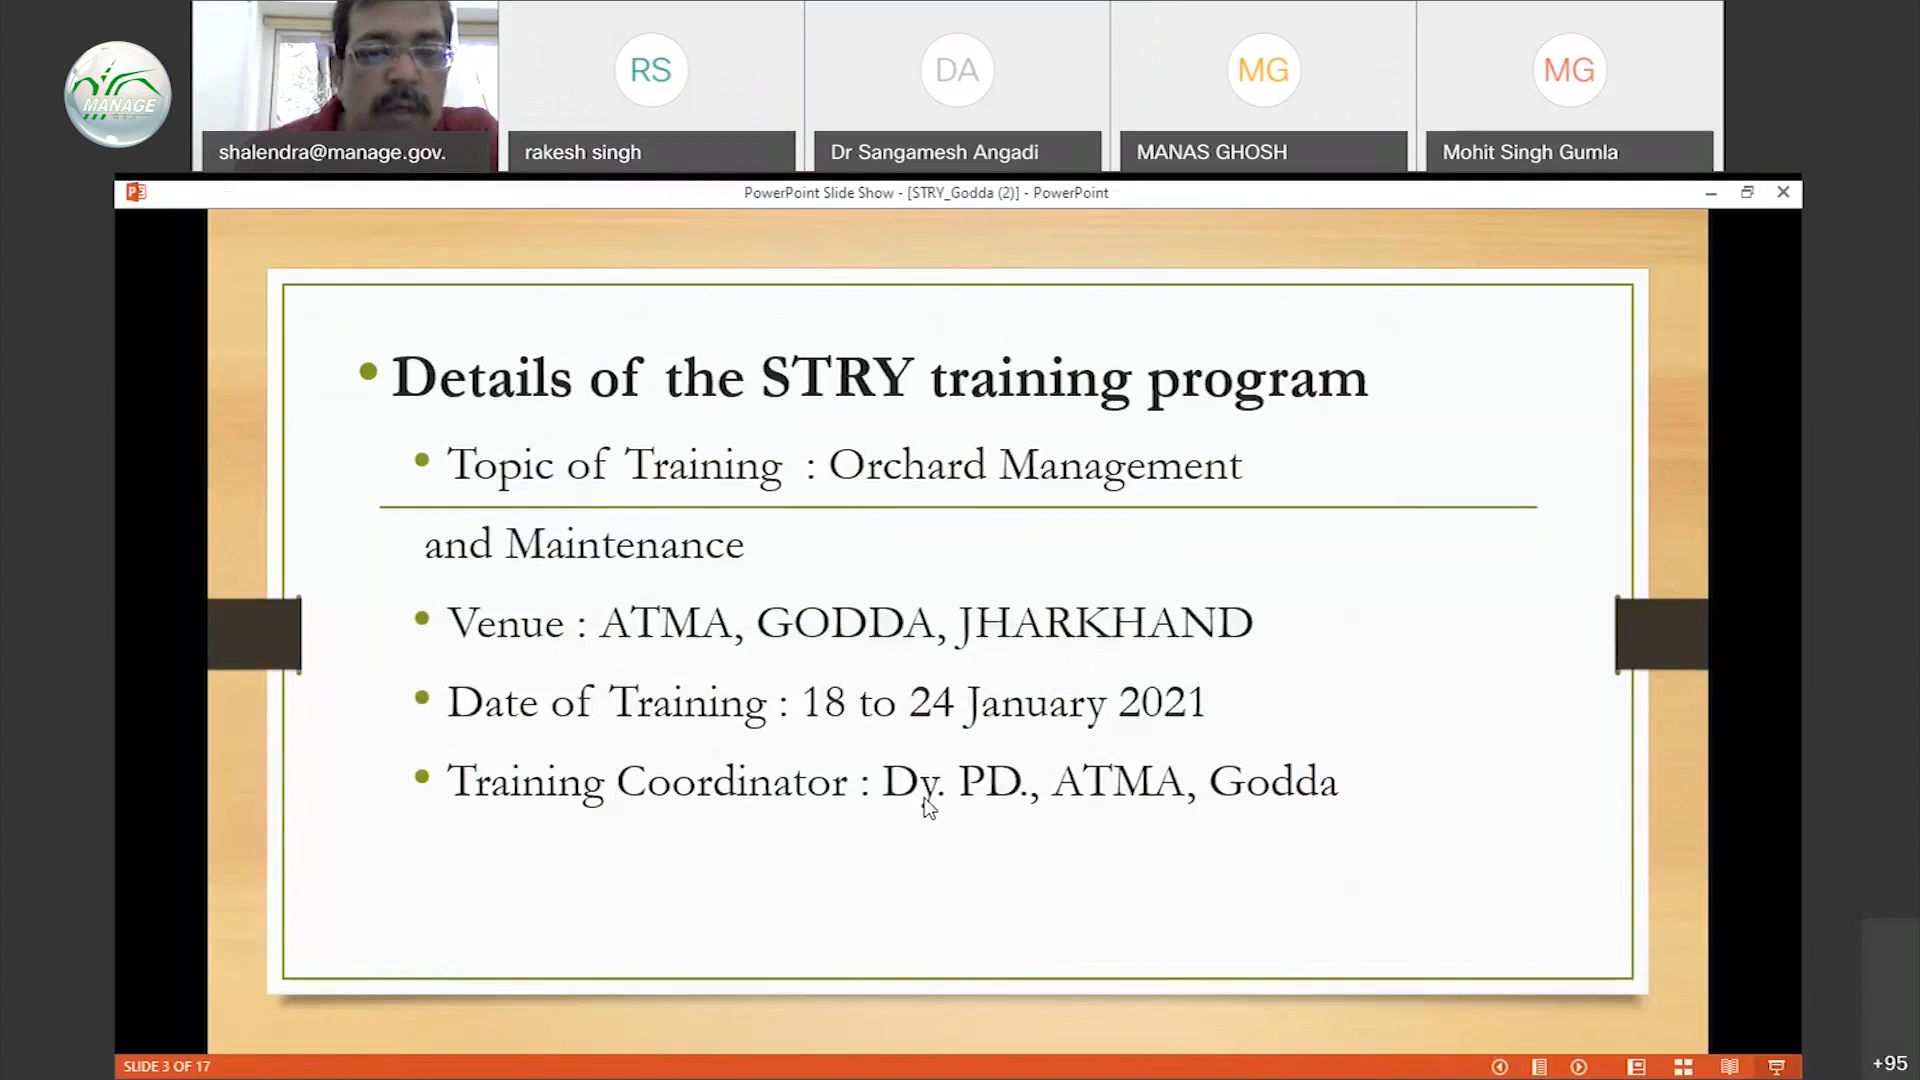 MANAGE
RS
DA
MG
MG
shalendra@manage.gov.
rakesh singh
Dr Sangamesh Angadi
MANAS GHOSH
Mohit Singh Gumla
PowerPoint Slide Show - [STRY_Godda (2)] - PowerPoint
• Details of the STRY training program
• Topic of Training : Orchard Management
and Maintenance
• Venue : ATMA, GODDA, JHARKHAND
• Date of Training : 18 to 24 January 2021
• Training Coordinator : Dy. PD., ATMA, Godda
SLIDE 3 OF 17
+95